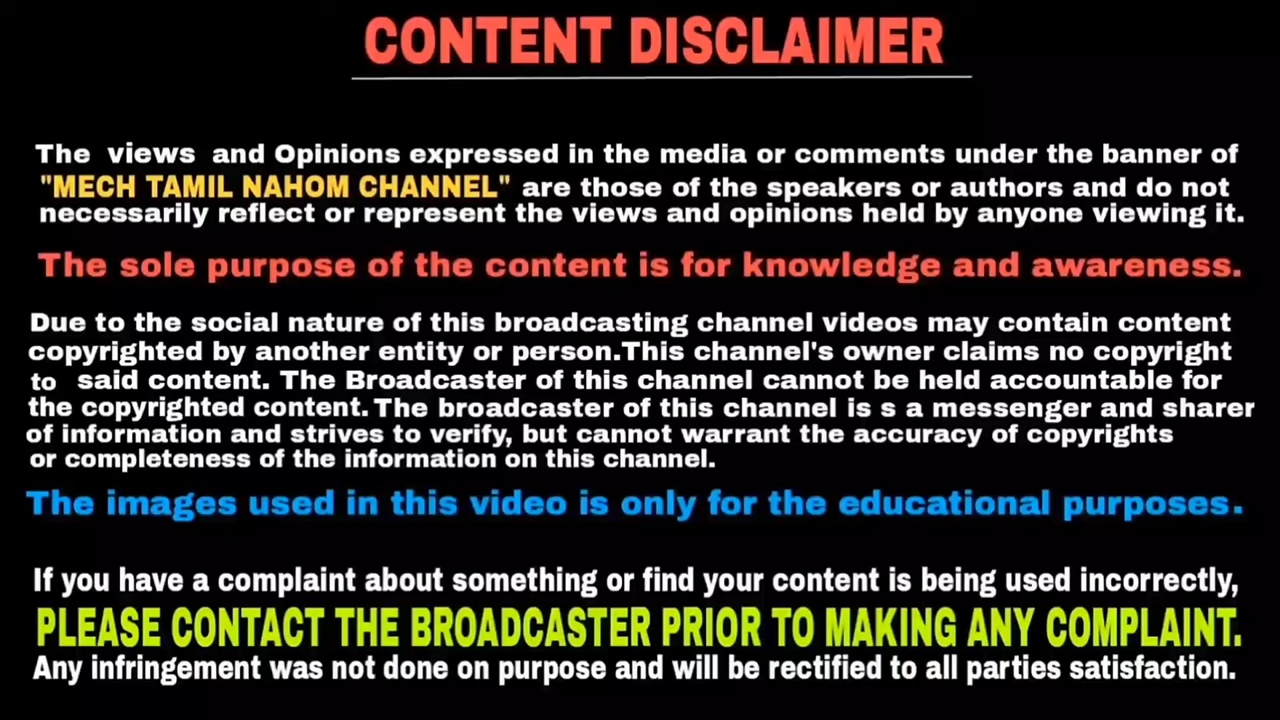 CONTENT DISCLAIMER
The views and Opinions expressed in the media or comments under the banner of
"MECH TAMIL NAHOM CHANNEL" are those of the speakers or authors and do not
necessarily reflect or represent the views and opinions held by anyone viewing it.
The sole purpose of the content is for knowledge and awareness.
Due to the social nature of this broadcasting channel videos may contain content
copyrighted by another entity or person.This channel's owner claims no copyright
to said content. The Broadcaster of this channel cannot be held accountable for
the copyrighted content. The broadcaster of this channel is s a messenger and sharer
of information and strives to verify, but cannot warrant the accuracy of copyrights
or completeness of the information on this channel.
The images used in this video is only for the educational purposes.
If you have a complaint about something or find your content is being used incorrectly,
PLEASE CONTACT THE BROADCASTER PRIOR TO MAKING ANY COMPLAINT.
Any infringement was not done on purpose and will be rectified to all parties satisfaction.